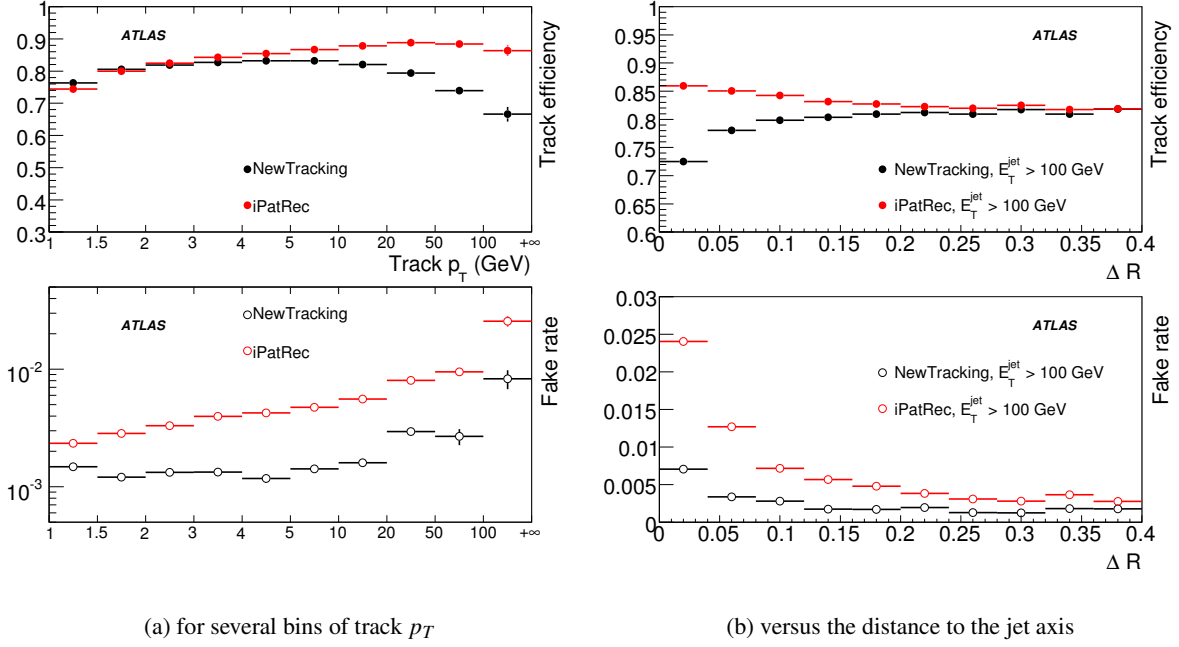 1
0.9
0.8
0.7
0.6
0.5
0.4
0.3
ATLAS
NewTracking
iPatRec
Track efficiency
1 1.5 2 3 4 5 10 20 50 100 +∞
Track p_T (GeV)
ATLAS
NewTracking
iPatRec
Fake rate
10^-2
10^-3
1 1.5 2 3 4 5 10 20 50 100 +∞
(a) for several bins of track p_T
1
0.95
0.9
0.85
0.8
0.75
0.7
0.65
0.6
ATLAS
NewTracking, E_T^jet > 100 GeV
iPatRec, E_T^jet > 100 GeV
Track efficiency
0 0.05 0.1 0.15 0.2 0.25 0.3 0.35 0.4
Δ R
0.03
0.025
0.02
0.015
0.01
0.005
0
ATLAS
NewTracking, E_T^jet > 100 GeV
iPatRec, E_T^jet > 100 GeV
Fake rate
0 0.05 0.1 0.15 0.2 0.25 0.3 0.35 0.4
Δ R
(b) versus the distance to the jet axis